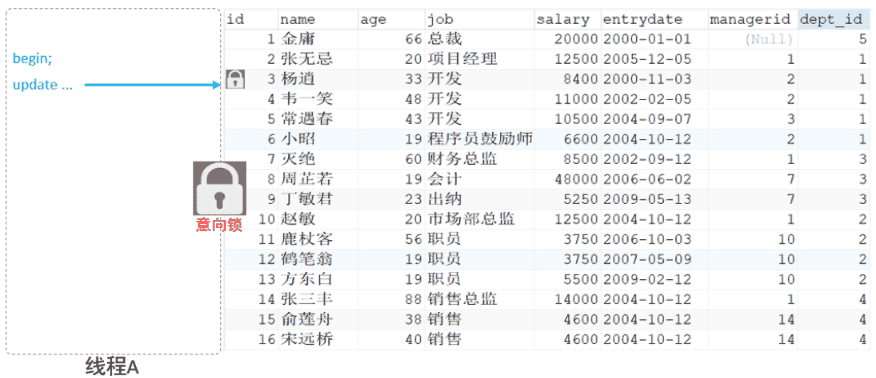 id name age job salary entrydate managerid dept_id
1 金庸 66 总裁 20000 2000-01-01 (Null) 5
begin;
2 张无忌 20 项目经理 12500 2005-12-05 1 1
update ...
3 杨逍 33 开发 8400 2000-11-03 2 1
4 韦一笑 48 开发 11000 2002-02-05 2 1
5 常遇春 43 开发 10500 2004-09-07 3 1
6 小昭 19 程序员鼓励师 6600 2004-10-12 2 1
7 灭绝 60 财务总监 8500 2002-09-12 1 3
8 周芷若 19 会计 48000 2006-06-02 7 3
9 丁敏君 23 出纳 5250 2009-05-13 7 3
意向锁
10 赵敏 20 市场部总监 12500 2004-10-12 1 2
11 鹿杖客 56 职员 3750 2006-10-03 10 2
12 鹤笔翁 19 职员 3750 2007-05-09 10 2
13 方东白 19 职员 5500 2009-02-12 10 2
14 张三丰 88 销售总监 14000 2004-10-12 1 4
15 俞莲舟 38 销售 4600 2004-10-12 14 4
16 宋远桥 40 销售 4600 2004-10-12 14 4
线程A